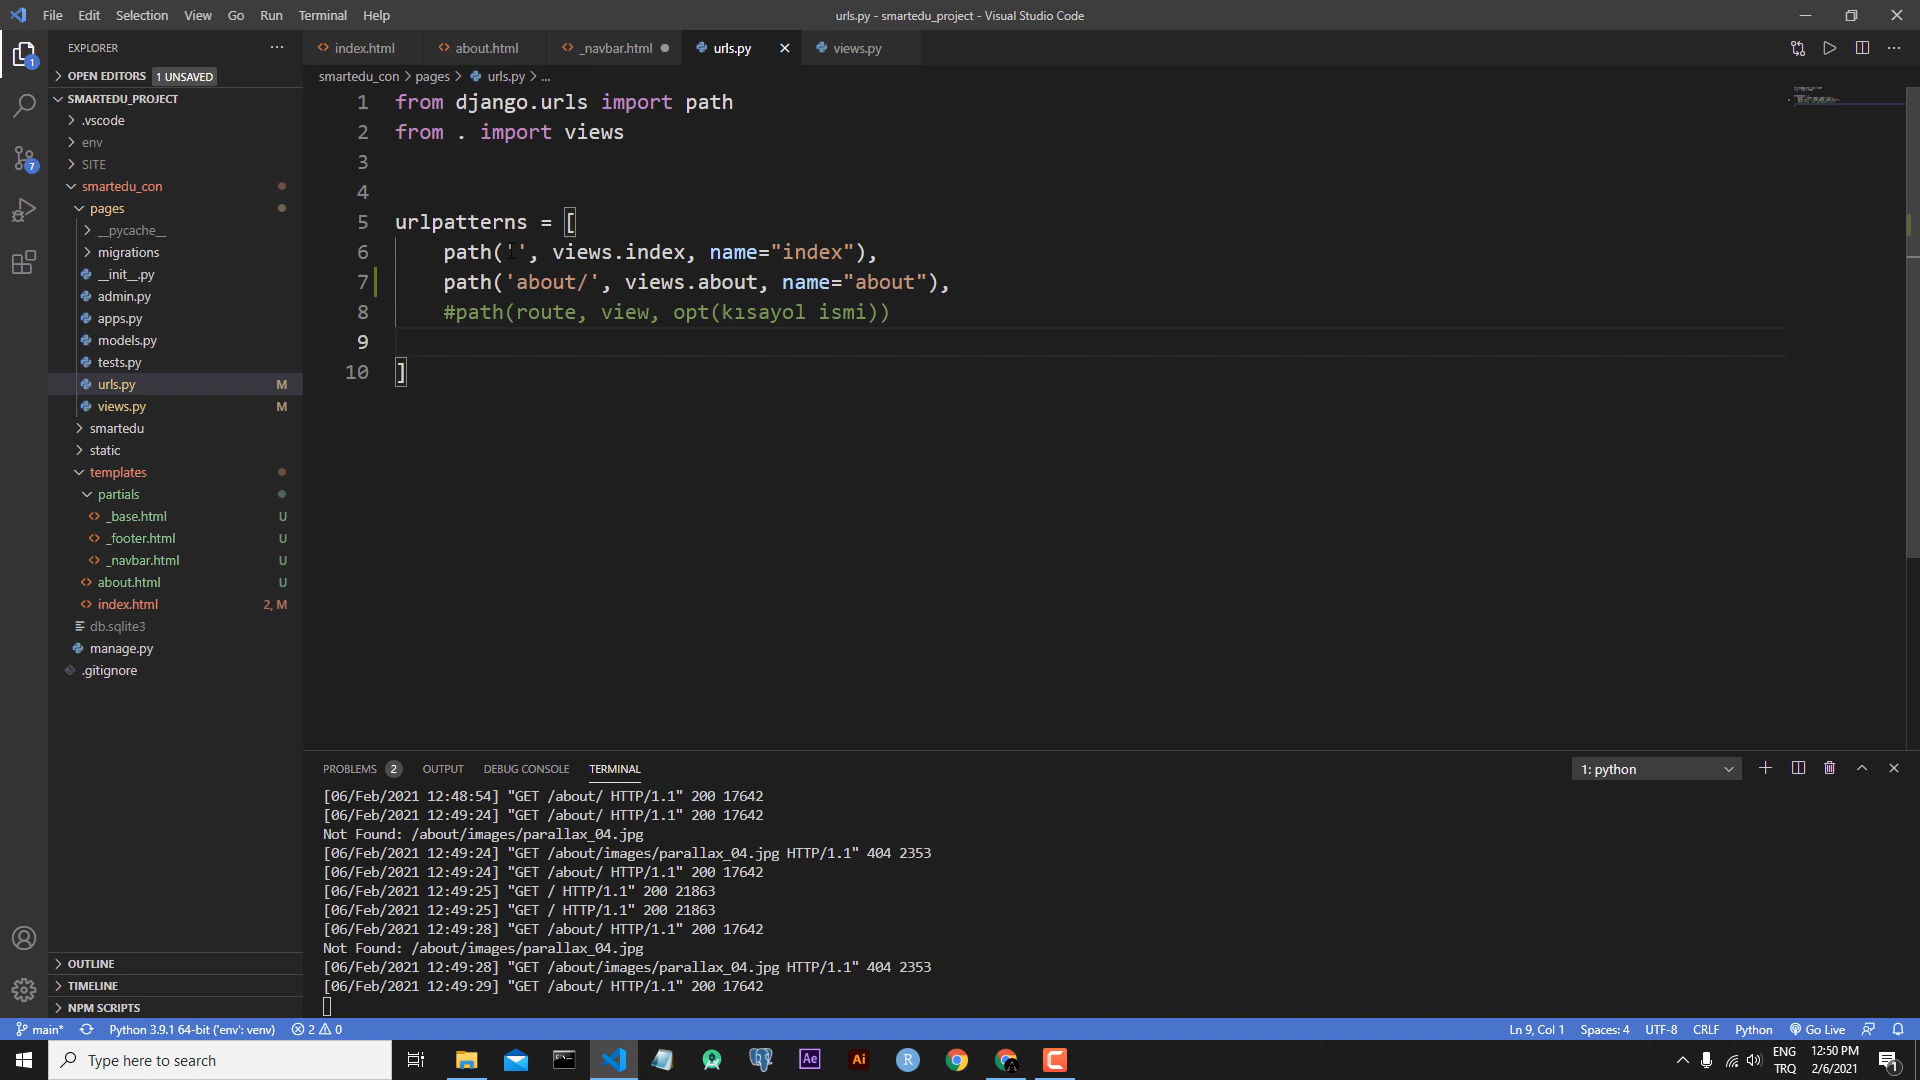 File Edit Selection View Go Run Terminal Help
urls.py - smartedu_project - Visual Studio Code
EXPLORER
index.html
about.html
_navbar.html
urls.py
views.py
OPEN EDITORS 1 UNSAVED
smartedu_con > pages > urls.py > ...
SMARTEDU_PROJECT
.vscode
env
SITE
smartedu_con
pages
__pycache__
migrations
__init__.py
admin.py
apps.py
models.py
tests.py
urls.py M
views.py M
smartedu
static
templates
partials
_base.html U
_footer.html U
_navbar.html U
about.html U
index.html 2, M
db.sqlite3
manage.py
.gitignore
OUTLINE
TIMELINE
NPM SCRIPTS
1 from django.urls import path
2 from . import views
3
4
5 urlpatterns = [
6 path('', views.index, name="index"),
7 path('about/', views.about, name="about"),
8 #path(route, view, opt(kısayol ismi))
9
10 ]
PROBLEMS 2 OUTPUT DEBUG CONSOLE TERMINAL
1: python
[06/Feb/2021 12:48:54] "GET /about/ HTTP/1.1" 200 17642
[06/Feb/2021 12:49:24] "GET /about/ HTTP/1.1" 200 17642
Not Found: /about/images/parallax_04.jpg
[06/Feb/2021 12:49:24] "GET /about/images/parallax_04.jpg HTTP/1.1" 404 2353
[06/Feb/2021 12:49:24] "GET /about/ HTTP/1.1" 200 17642
[06/Feb/2021 12:49:25] "GET / HTTP/1.1" 200 21863
[06/Feb/2021 12:49:25] "GET / HTTP/1.1" 200 21863
[06/Feb/2021 12:49:28] "GET /about/ HTTP/1.1" 200 17642
Not Found: /about/images/parallax_04.jpg
[06/Feb/2021 12:49:28] "GET /about/images/parallax_04.jpg HTTP/1.1" 404 2353
[06/Feb/2021 12:49:29] "GET /about/ HTTP/1.1" 200 17642
main* Python 3.9.1 64-bit ('env': venv) 2 0
Ln 9, Col 1 Spaces: 4 UTF-8 CRLF Python Go Live
Type here to search
Ae
Ai
R
ENG
TRQ
12:50 PM
2/6/2021
1
1
7